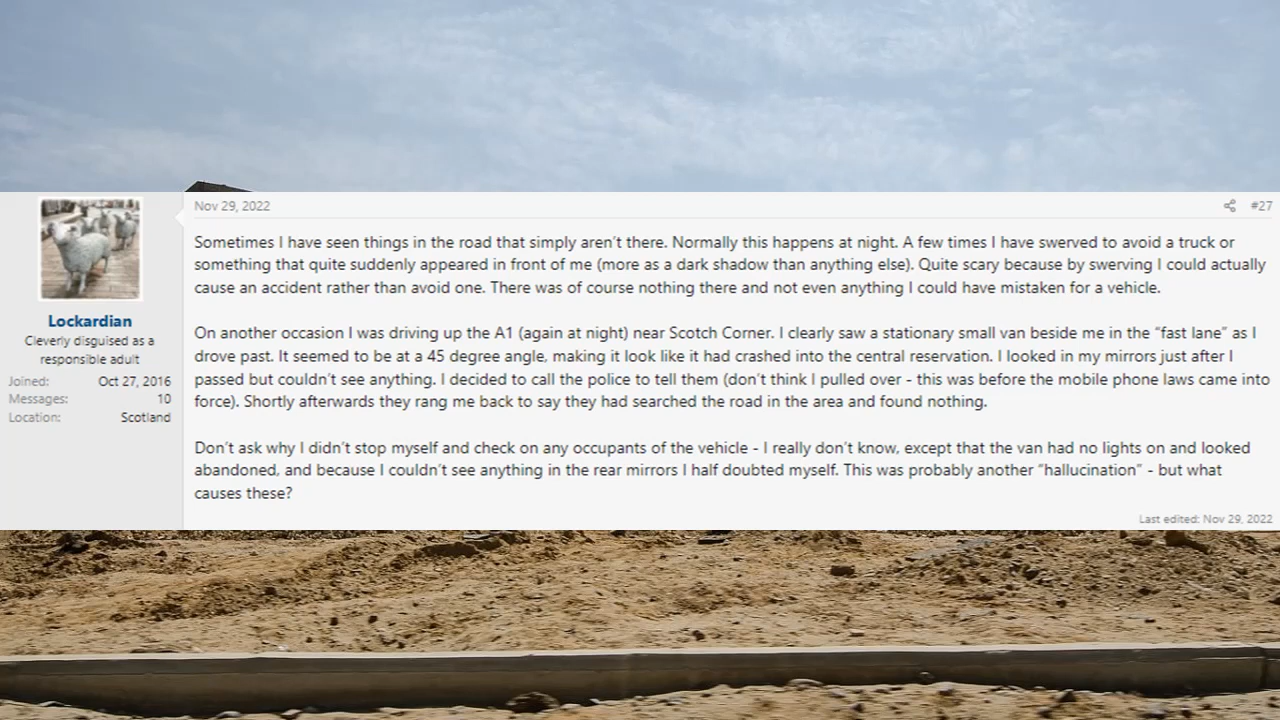 Nov 29, 2022
#27
Sometimes I have seen things in the road that simply aren't there. Normally this happens at night. A few times I have swerved to avoid a truck or
something that quite suddenly appeared in front of me (more as a dark shadow than anything else). Quite scary because by swerving I could actually
cause an accident rather than avoid one. There was of course nothing there and not even anything I could have mistaken for a vehicle.
On another occasion I was driving up the A1 (again at night) near Scotch Corner. I clearly saw a stationary small van beside me in the "fast lane" as I
drove past. It seemed to be at a 45 degree angle, making it look like it had crashed into the central reservation. I looked in my mirrors just after I
passed but couldn't see anything. I decided to call the police to tell them (don't think I pulled over - this was before the mobile phone laws came into
force). Shortly afterwards they rang me back to say they had searched the road in the area and found nothing.
Don't ask why I didn't stop myself and check on any occupants of the vehicle - I really don't know, except that the van had no lights on and looked
abandoned, and because I couldn't see anything in the rear mirrors I half doubted myself. This was probably another "hallucination" - but what
causes these?
Last edited: Nov 29, 2022
Lockardian
Cleverly disguised as a
responsible adult
Joined: Oct 27, 2016
Messages: 10
Location: Scotland